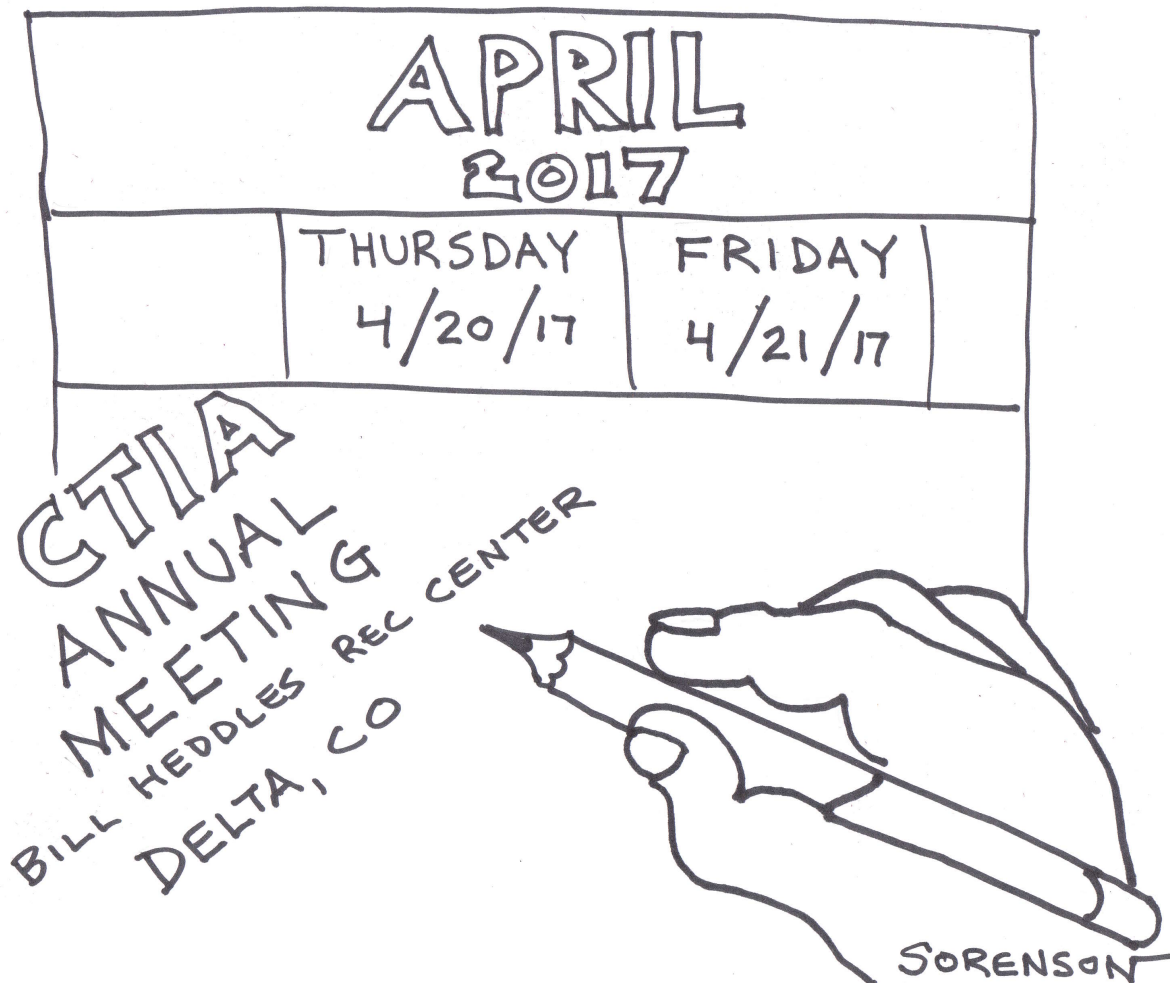 APRIL
2017
THURSDAY
4/20/17
FRIDAY
4/21/17
CTIA
ANNUAL
MEETING
BILL HEDDLES REC CENTER
DELTA, CO
SORENSON